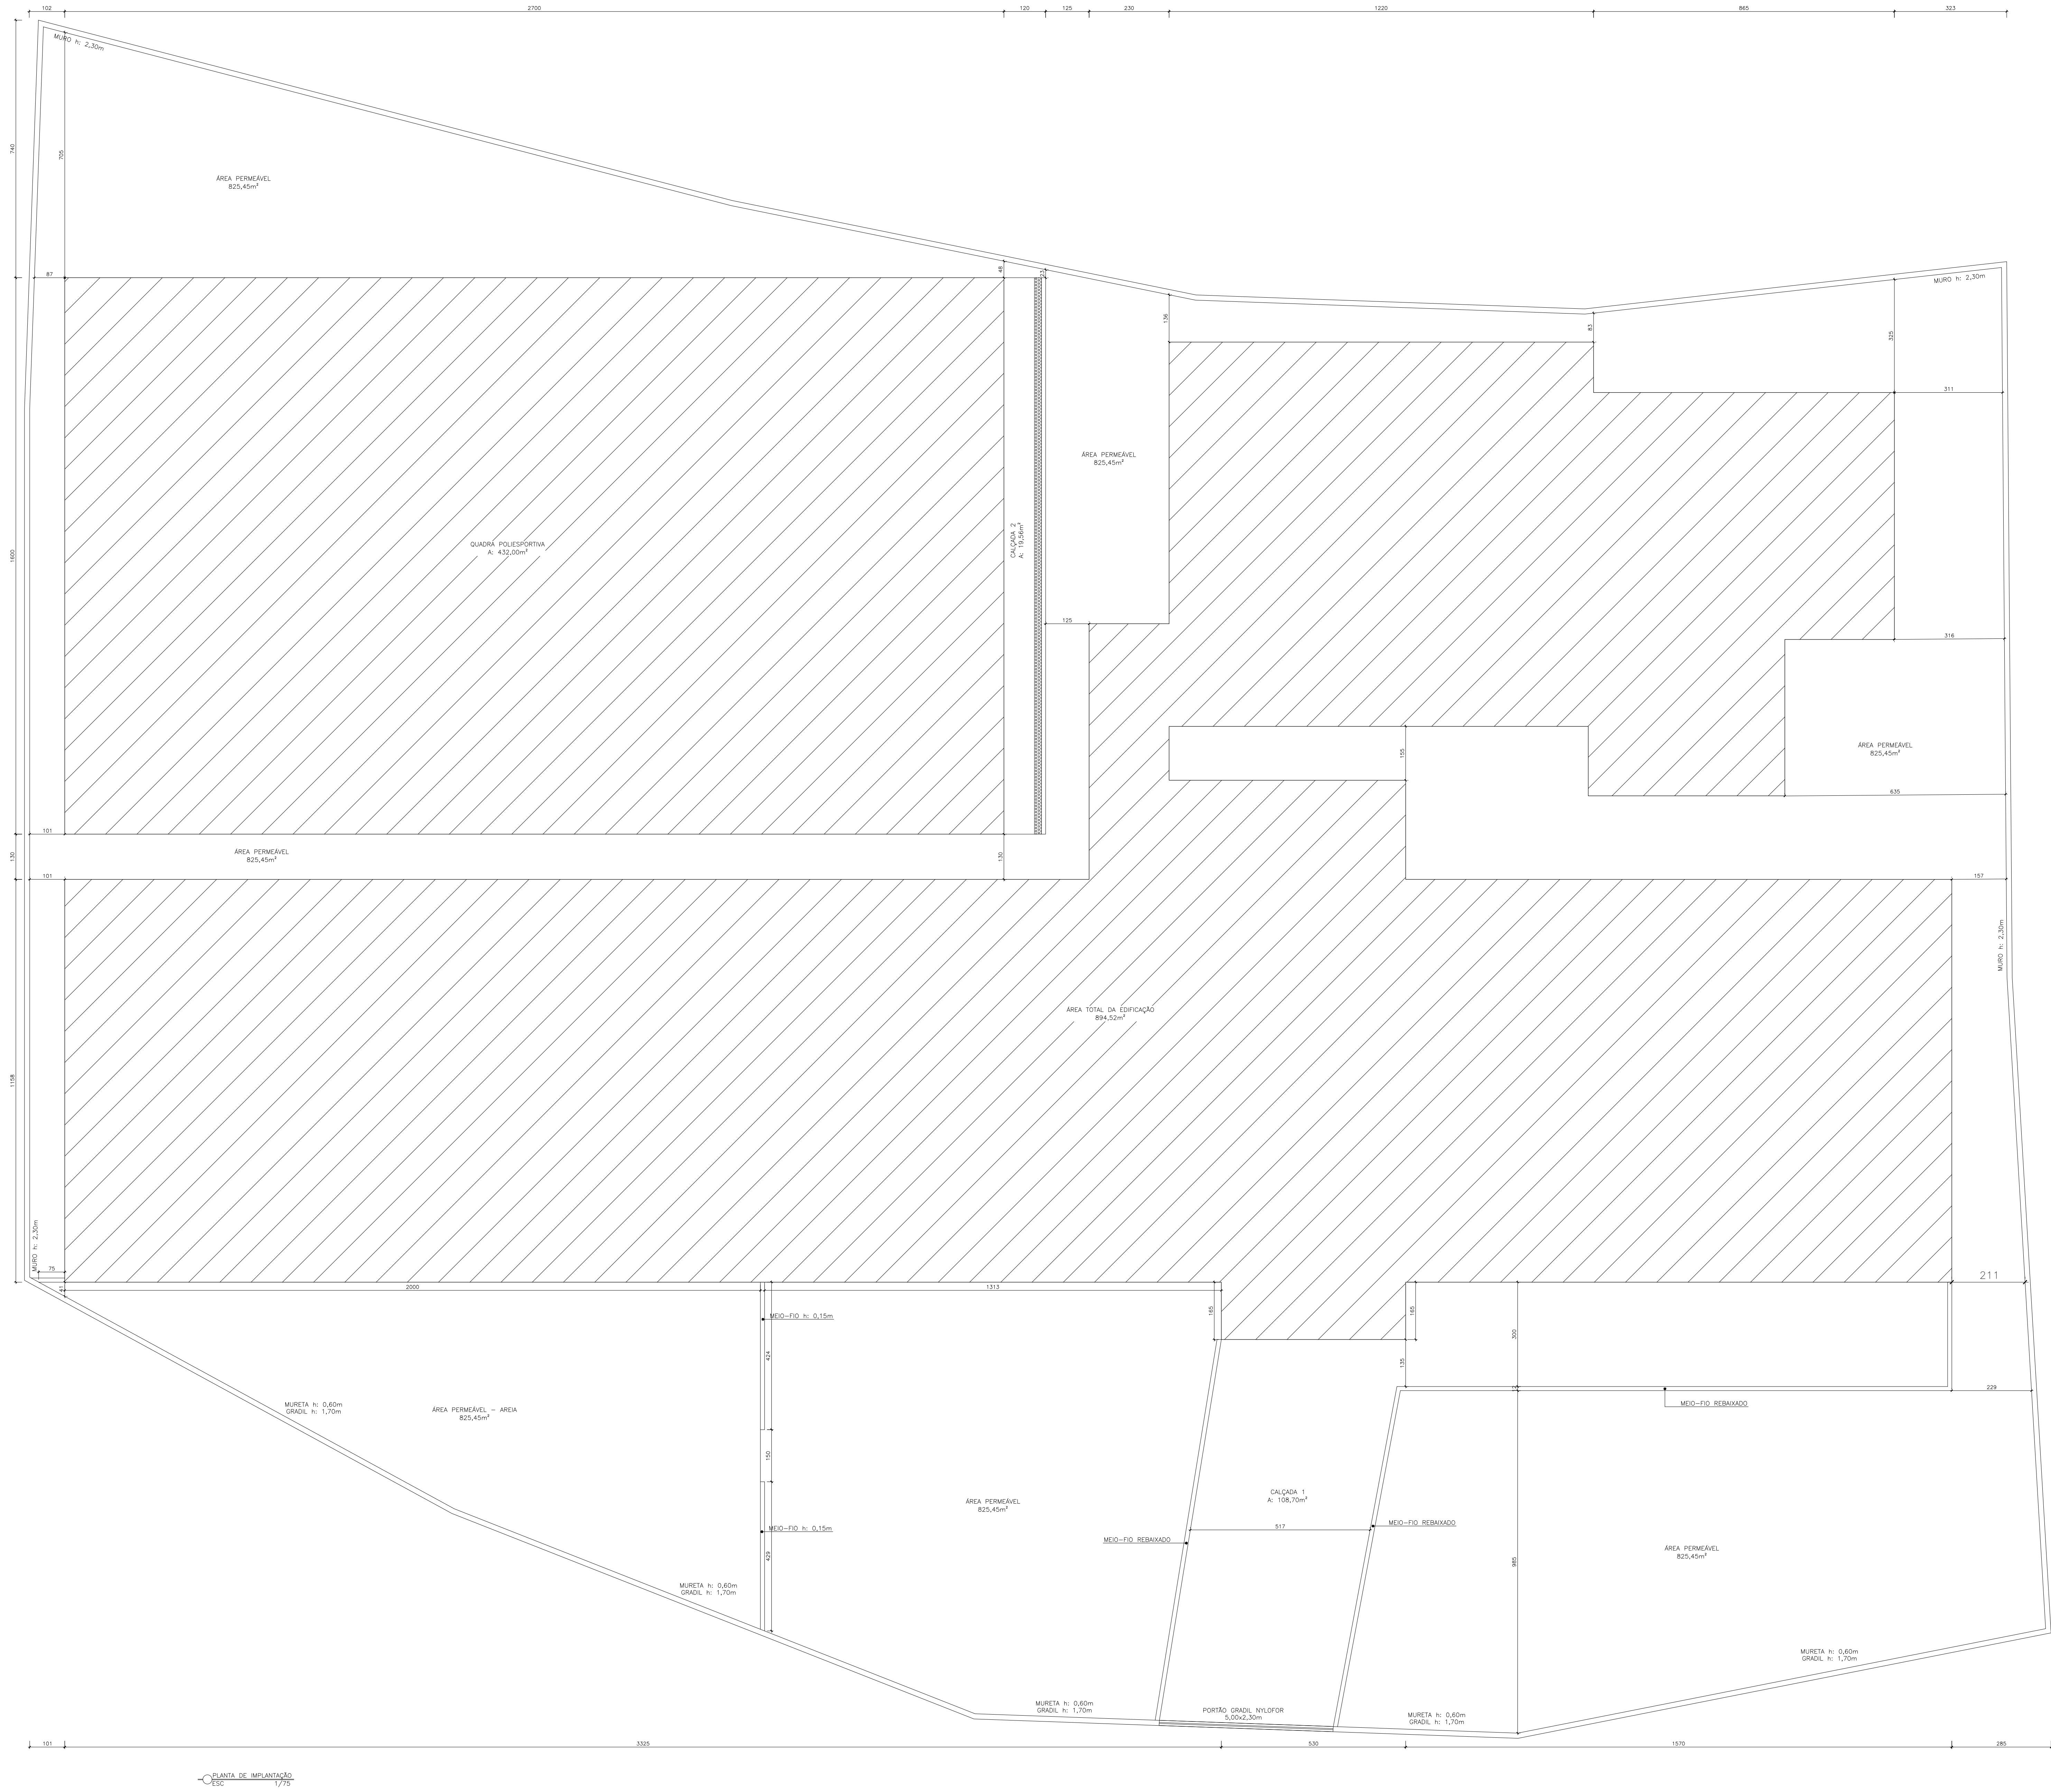 102
2700
120
125
230
1220
865
323
MURO h: 2,30m
740
705
ÁREA PERMEÁVEL
825,45m²
87
48
23
136
83
MURO h: 2,30m
325
311
ÁREA PERMEÁVEL
825,45m²
1600
QUADRA POLIESPORTIVA
A: 432,00m²
CALÇADA 2
A: 19,56m²
125
316
155
ÁREA PERMEÁVEL
825,45m²
635
101
130
ÁREA PERMEÁVEL
825,45m²
130
101
157
MURO h: 2,30m
ÁREA TOTAL DA EDIFICAÇÃO
894,52m²
1158
MURO h: 2,30m
75
41
2000
1313
211
165
165
MEIO-FIO h: 0,15m
424
300
135
12
229
MEIO-FIO REBAIXADO
MURETA h: 0,60m
GRADIL h: 1,70m
ÁREA PERMEÁVEL - AREIA
825,45m²
150
ÁREA PERMEÁVEL
825,45m²
CALÇADA 1
A: 108,70m²
MEIO-FIO h: 0,15m
517
MEIO-FIO REBAIXADO
MEIO-FIO REBAIXADO
429
985
ÁREA PERMEÁVEL
825,45m²
MURETA h: 0,60m
GRADIL h: 1,70m
MURETA h: 0,60m
GRADIL h: 1,70m
MURETA h: 0,60m
GRADIL h: 1,70m
PORTÃO GRADIL NYLOFOR
5,00x2,30m
MURETA h: 0,60m
GRADIL h: 1,70m
101
3325
530
1570
285
PLANTA DE IMPLANTAÇÃO
ESC 1/75